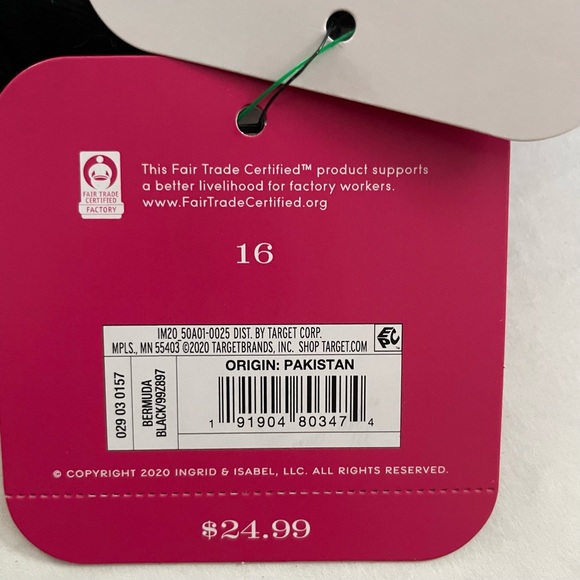 FAIR TRADE
CERTIFIED
FACTORY
This Fair Trade Certified™ product supports
a better livelihood for factory workers.
www.FairTradeCertified.org
16
IM20_50A01-0025 DIST. BY TARGET CORP.
MPLS., MN 55403 ©2020 TARGETBRANDS, INC. SHOP TARGET.COM
EPC™
029 03 0157
BERMUDA
BLACK/99Z897
ORIGIN: PAKISTAN
1 91904 80347 4
© COPYRIGHT 2020 INGRID & ISABEL, LLC. ALL RIGHTS RESERVED.
$24.99